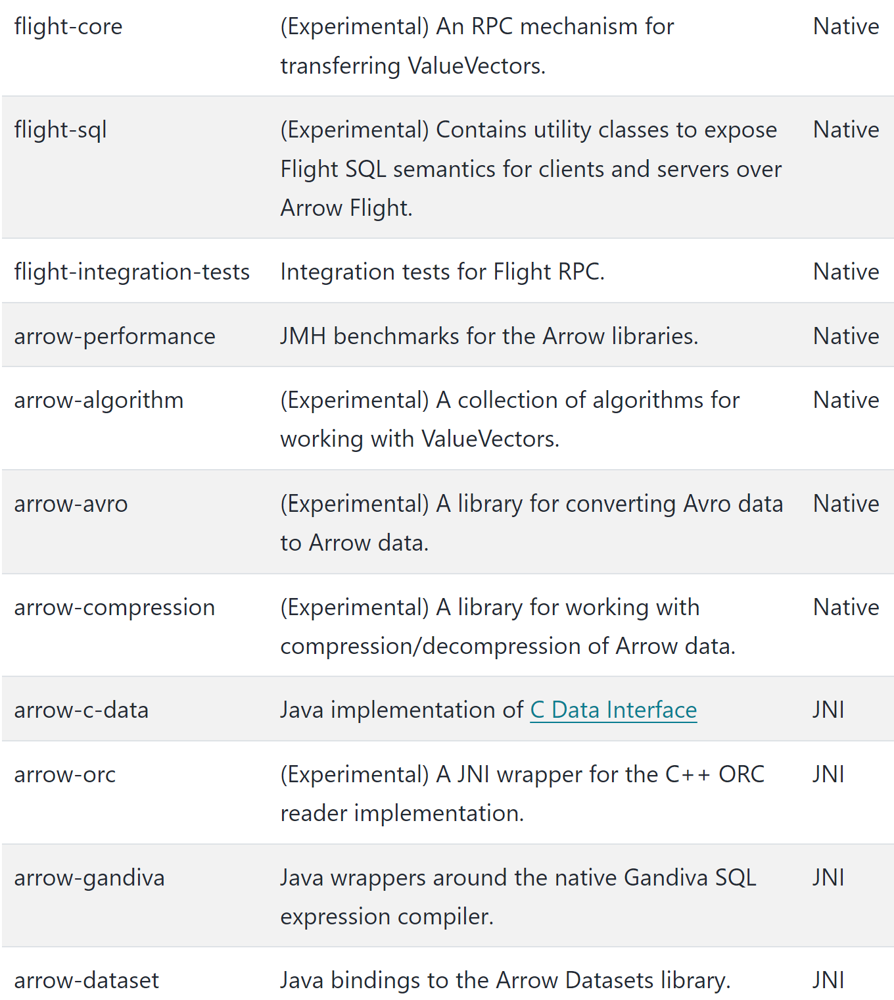 flight-core (Experimental) An RPC mechanism for Native
transferring ValueVectors.
flight-sql (Experimental) Contains utility classes to expose Native
Flight SQL semantics for clients and servers over
Arrow Flight.
flight-integration-tests Integration tests for Flight RPC. Native
arrow-performance JMH benchmarks for the Arrow libraries. Native
arrow-algorithm (Experimental) A collection of algorithms for Native
working with ValueVectors.
arrow-avro (Experimental) A library for converting Avro data Native
to Arrow data.
arrow-compression (Experimental) A library for working with Native
compression/decompression of Arrow data.
arrow-c-data Java implementation of C Data Interface JNI
arrow-orc (Experimental) A JNI wrapper for the C++ ORC JNI
reader implementation.
arrow-gandiva Java wrappers around the native Gandiva SQL JNI
expression compiler.
arrow-dataset Java bindings to the Arrow Datasets library. JNI